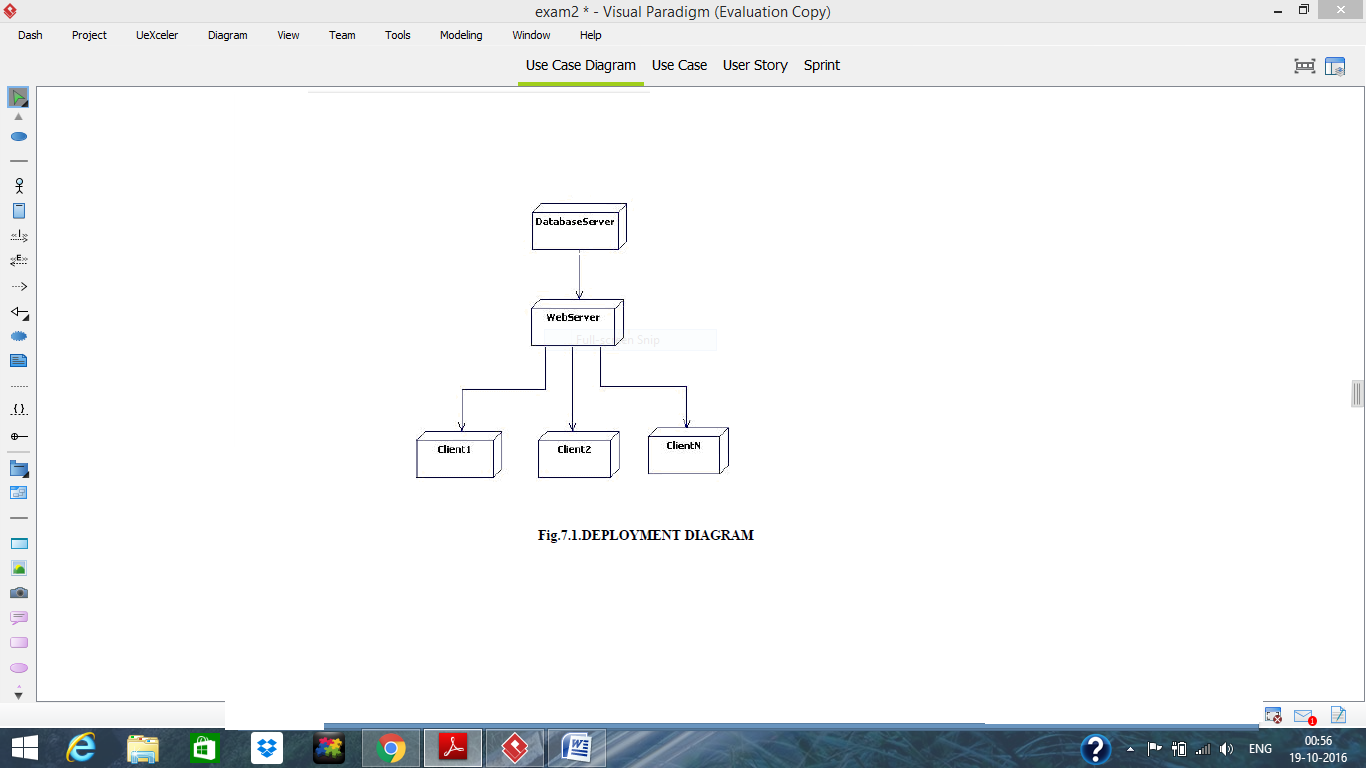 exam2 * - Visual Paradigm (Evaluation Copy)
Dash Project UeXceler Diagram View Team Tools Modeling Window Help
Use Case Diagram Use Case User Story Sprint
DatabaseServer
WebServer
Full-screen Snip
Client1 Client2 ClientN
Fig.7.1.DEPLOYMENT DIAGRAM
ENG
00:56
19-10-2016